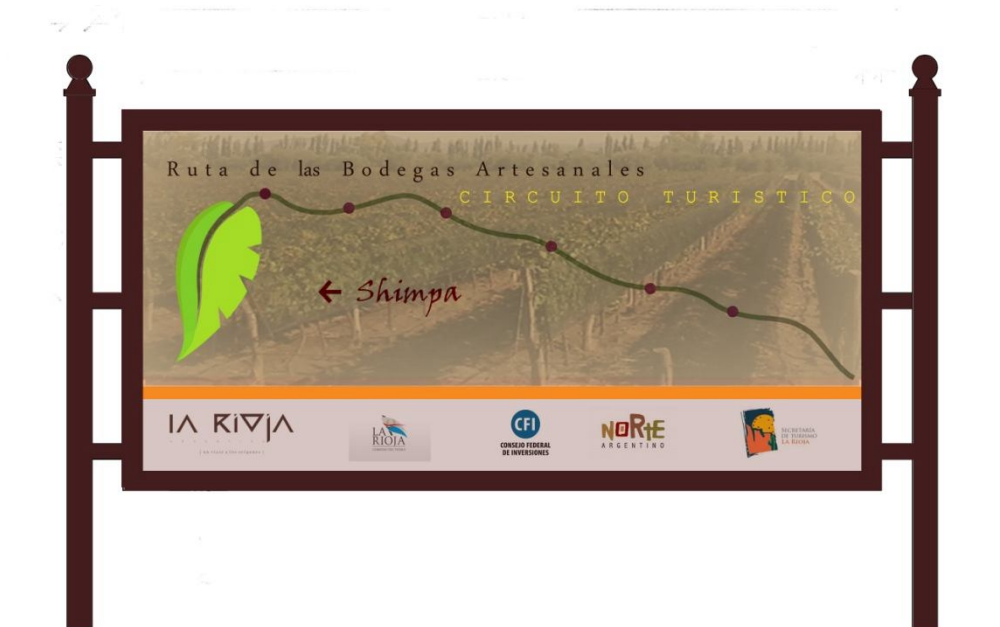 Ruta de las Bodegas Artesanales
CIRCUITO TURISTICO
← Shimpa
LA RiOjA
LA
RIOJA
CFI
CONSEJO FEDERAL
DE INVERSIONES
NORtE
ARGENTINO
SECRETARÍA
DE TURISMO
LA RIOJA